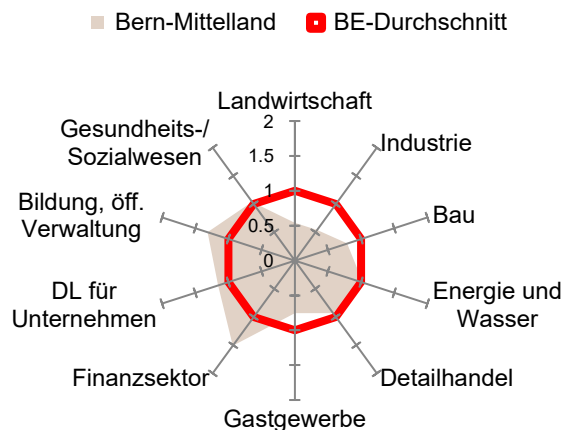 Bern-Mittelland
BE-Durchschnitt
Landwirtschaft
Gesundheits-/
Sozialwesen
Industrie
Bildung, öff.
Verwaltung
Bau
2
1.5
1
0.5
0
DL für
Unternehmen
Energie und
Wasser
Finanzsektor
Detailhandel
Gastgewerbe